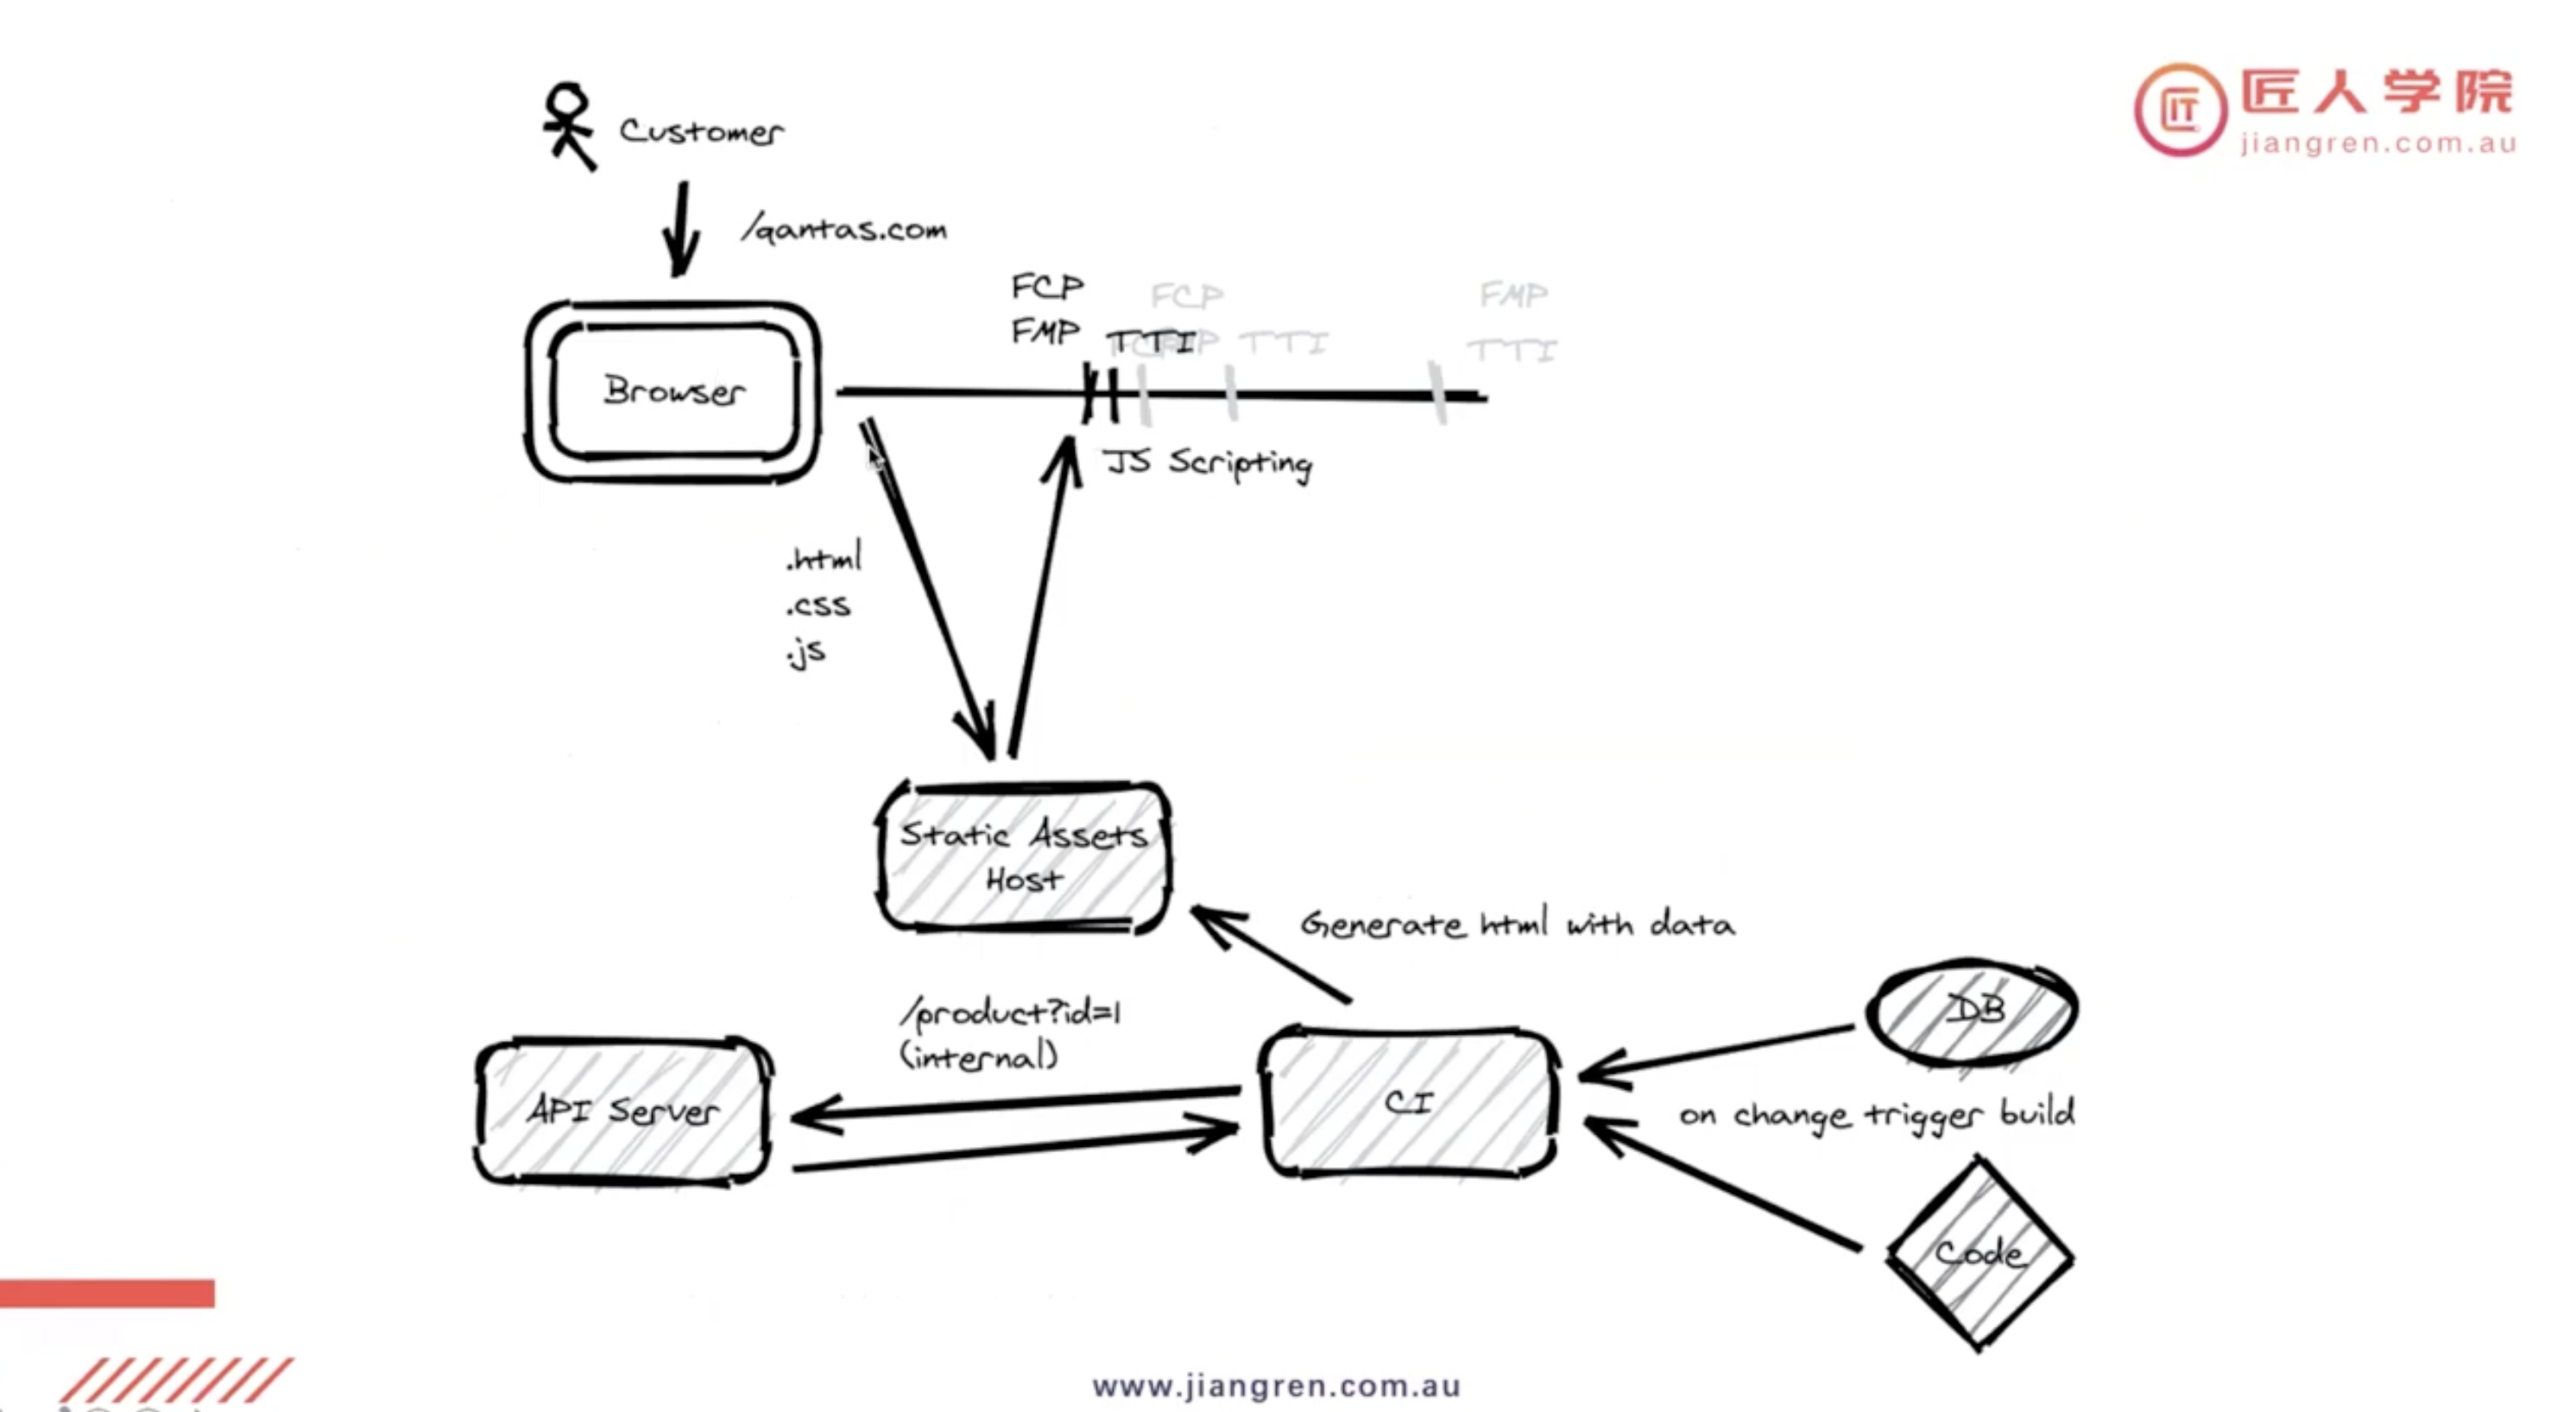 匠人学院
jiangren.com.au
Customer
/qantas.com
FCP
FCP
FMP
FMP
TTI
TTI
TTI
Browser
JS Scripting
.html
.css
.js
Static Assets
Host
Generate html with data
/product?id=1
(internal)
DB
API Server
CI
on change trigger build
Code
www.jiangren.com.au